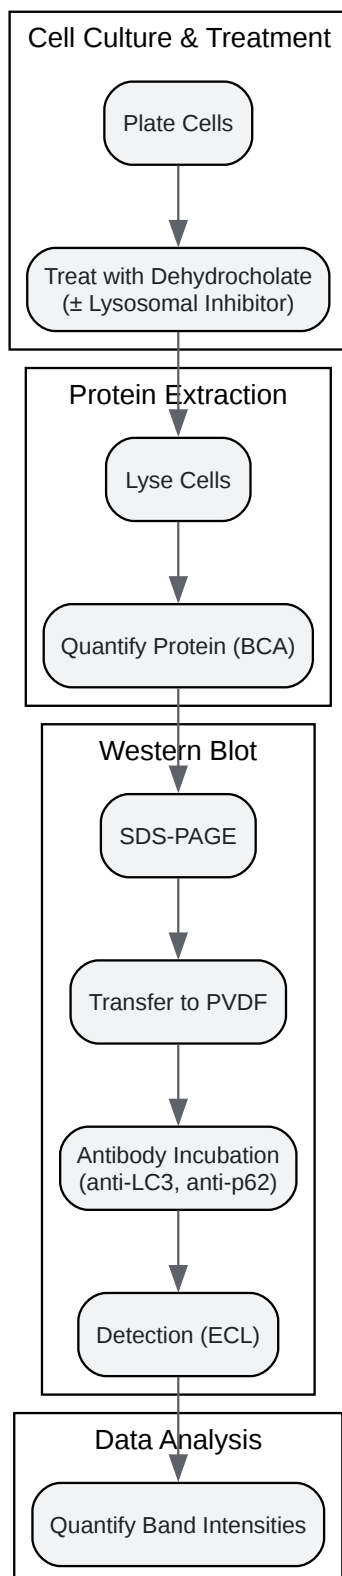 Cell Culture & Treatment
Plate Cells
Treat with Dehydrocholate
(± Lysosomal Inhibitor)
Protein Extraction
Lyse Cells
Quantify Protein (BCA)
Western Blot
SDS-PAGE
Transfer to PVDF
Antibody Incubation
(anti-LC3, anti-p62)
Detection (ECL)
Data Analysis
Quantify Band Intensities